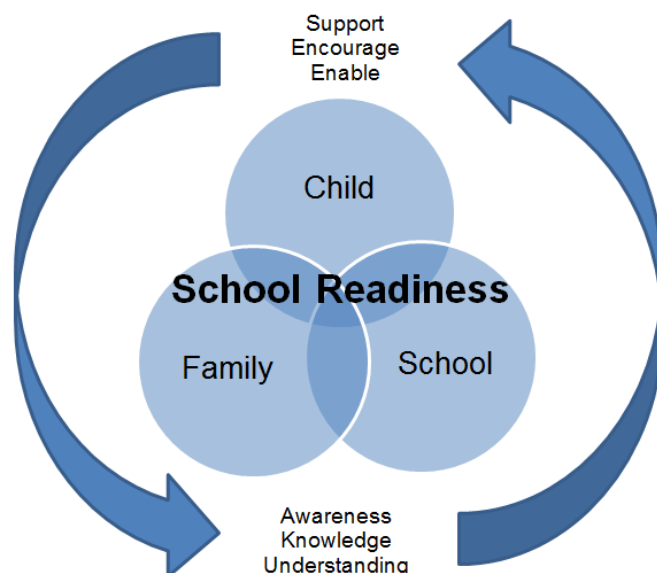 Support
Encourage
Enable
Child
School Readiness
Family
School
Awareness
Knowledge
Understanding